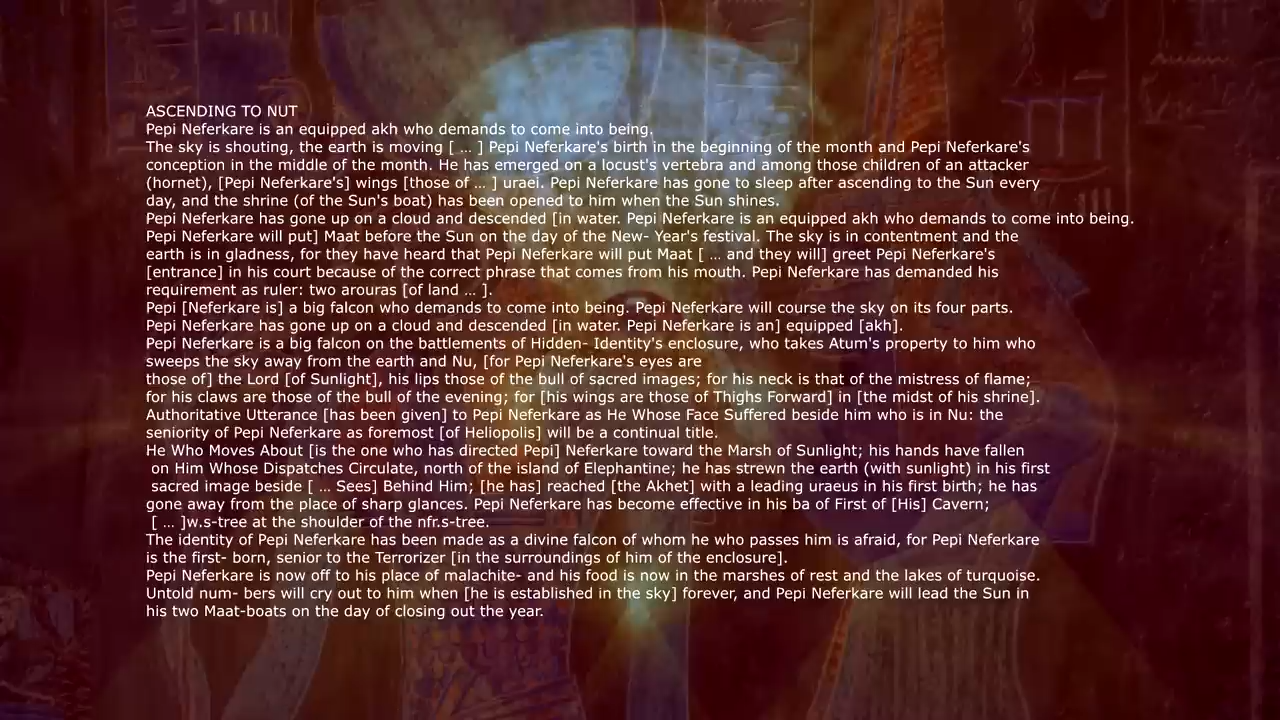 ASCENDING TO NUT
Pepi Neferkare is an equipped akh who demands to come into being.
The sky is shouting, the earth is moving [ ... ] Pepi Neferkare's birth in the beginning of the month and Pepi Neferkare's
conception in the middle of the month. He has emerged on a locust's vertebra and among those children of an attacker
(hornet), [Pepi Neferkare's] wings [those of ... ] uraei. Pepi Neferkare has gone to sleep after ascending to the Sun every
day, and the shrine (of the Sun's boat) has been opened to him when the Sun shines.
Pepi Neferkare has gone up on a cloud and descended [in water. Pepi Neferkare is an equipped akh who demands to come into being.
Pepi Neferkare will put] Maat before the Sun on the day of the New- Year's festival. The sky is in contentment and the
earth is in gladness, for they have heard that Pepi Neferkare will put Maat [ ... and they will] greet Pepi Neferkare's
[entrance] in his court because of the correct phrase that comes from his mouth. Pepi Neferkare has demanded his
requirement as ruler: two arouras [of land ... ].
Pepi [Neferkare is] a big falcon who demands to come into being. Pepi Neferkare will course the sky on its four parts.
Pepi Neferkare has gone up on a cloud and descended [in water. Pepi Neferkare is an] equipped [akh].
Pepi Neferkare is a big falcon on the battlements of Hidden- Identity's enclosure, who takes Atum's property to him who
sweeps the sky away from the earth and Nu, [for Pepi Neferkare's eyes are
those of] the Lord [of Sunlight], his lips those of the bull of sacred images; for his neck is that of the mistress of flame;
for his claws are those of the bull of the evening; for [his wings are those of Thighs Forward] in [the midst of his shrine].
Authoritative Utterance [has been given] to Pepi Neferkare as He Whose Face Suffered beside him who is in Nu: the
seniority of Pepi Neferkare as foremost [of Heliopolis] will be a continual title.
He Who Moves About [is the one who has directed Pepi] Neferkare toward the Marsh of Sunlight; his hands have fallen
on Him Whose Dispatches Circulate, north of the island of Elephantine; he has strewn the earth (with sunlight) in his first
sacred image beside [ ... Sees] Behind Him; [he has] reached [the Akhet] with a leading uraeus in his first birth; he has
gone away from the place of sharp glances. Pepi Neferkare has become effective in his ba of First of [His] Cavern;
[ ... ]w.s-tree at the shoulder of the nfr.s-tree.
The identity of Pepi Neferkare has been made as a divine falcon of whom he who passes him is afraid, for Pepi Neferkare
is the first- born, senior to the Terrorizer [in the surroundings of him of the enclosure].
Pepi Neferkare is now off to his place of malachite- and his food is now in the marshes of rest and the lakes of turquoise.
Untold num- bers will cry out to him when [he is established in the sky] forever, and Pepi Neferkare will lead the Sun in
his two Maat-boats on the day of closing out the year.